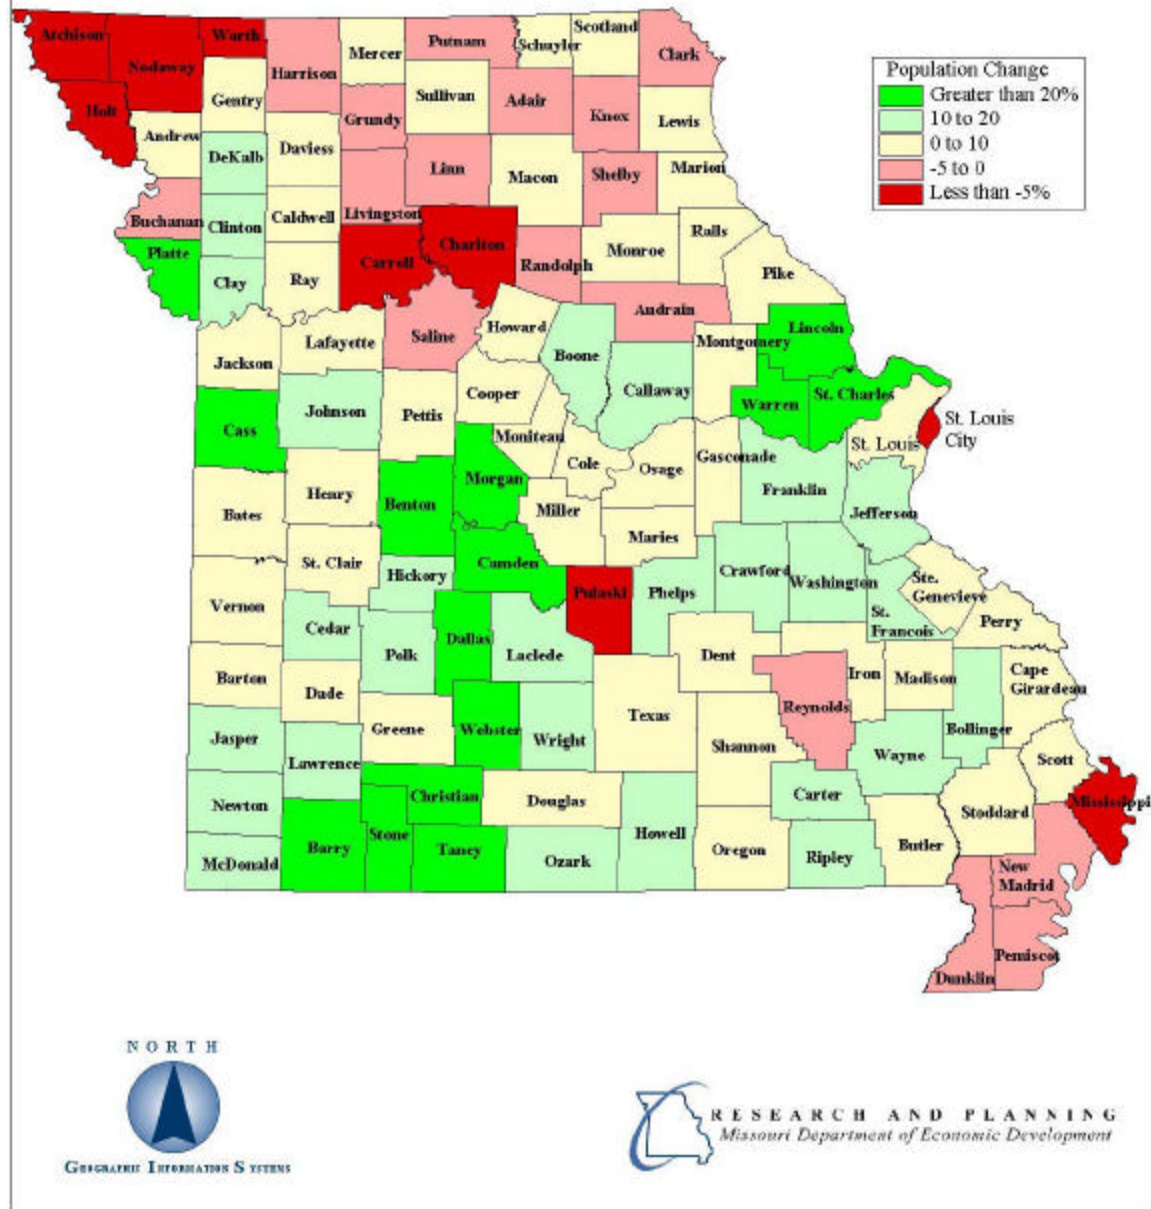 Atchison
Nodaway
Worth
Harrison
Mercer
Putnam
Schuyler
Scotland
Clark
Holt
Gentry
Sullivan
Adair
Knox
Lewis
Andrew
DeKalb
Daviess
Grundy
Linn
Macon
Shelby
Marion
Buchanan
Clinton
Caldwell
Livingston
Platte
Clay
Ray
Carroll
Chariton
Randolph
Monroe
Ralls
Pike
Audrain
Saline
Howard
Boone
Callaway
Montgomery
Lincoln
Jackson
Lafayette
Cooper
Warren
St. Charles
St. Louis
St. Louis
City
Cass
Johnson
Pettis
Moniteau
Cole
Osage
Gasconade
Franklin
Jefferson
Bates
Henry
Benton
Morgan
Miller
Maries
St. Clair
Hickory
Camden
Pulaski
Phelps
Crawford
Washington
St.
Francois
Ste.
Genevieve
Perry
Vernon
Cedar
Polk
Dallas
Laclede
Dent
Iron
Madison
Cape
Girardeau
Barton
Dade
Greene
Webster
Wright
Texas
Shannon
Reynolds
Wayne
Bollinger
Scott
Jasper
Lawrence
Christian
Douglas
Carter
Stoddard
Mississippi
Newton
McDonald
Barry
Stone
Taney
Ozark
Howell
Oregon
Ripley
Butler
New
Madrid
Pemiscot
Dunklin
Population Change
Greater than 20%
10 to 20
0 to 10
-5 to 0
Less than -5%
NORTH
GEOGRAPHIC INFORMATION SYSTEMS
RESEARCH AND PLANNING
Missouri Department of Economic Development